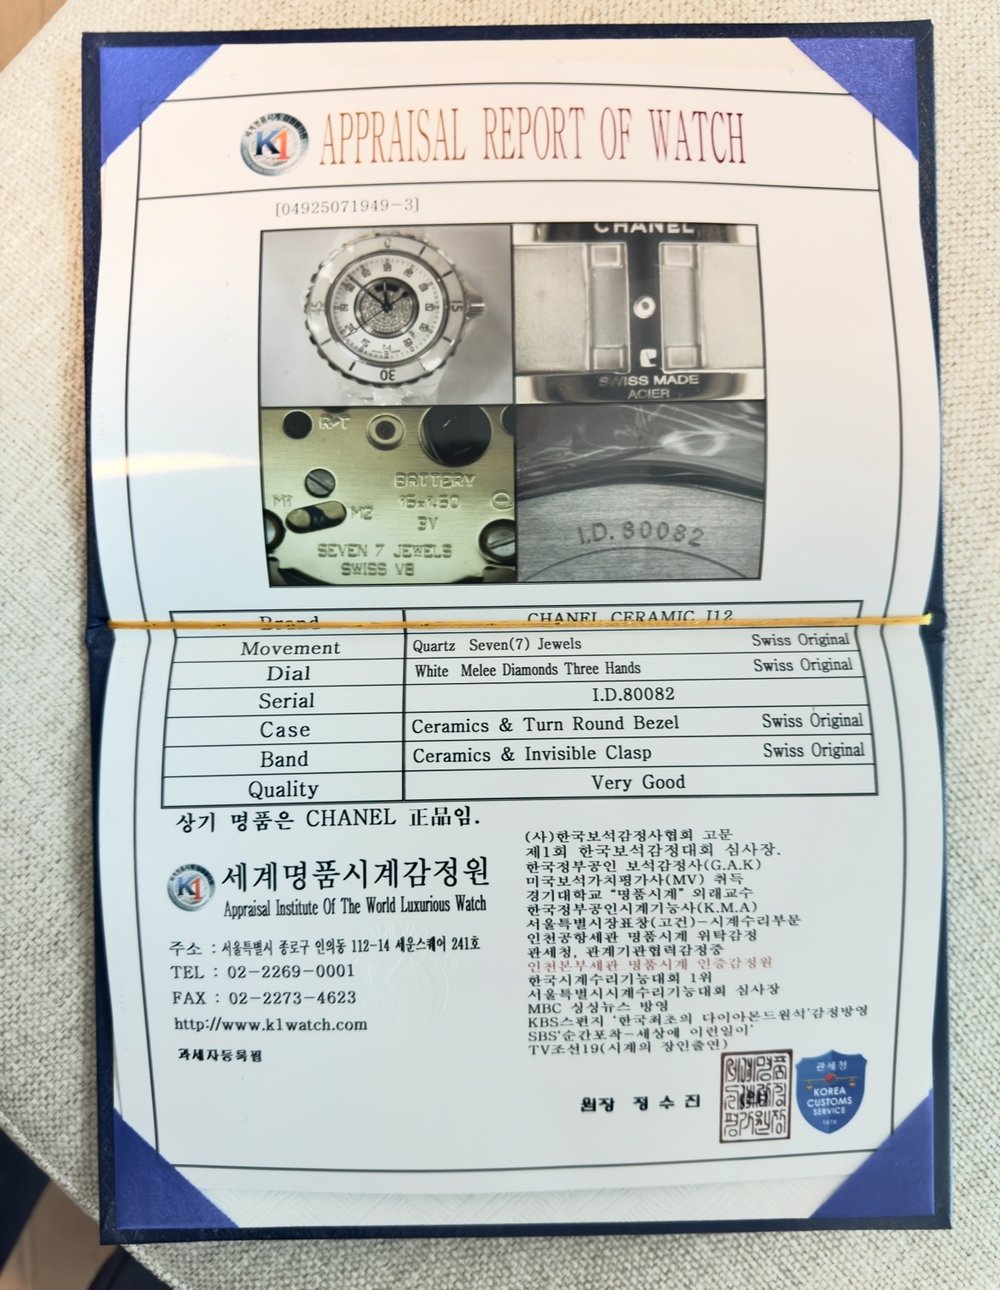 K1
APPRAISAL REPORT OF WATCH
[04925071949-3]
15
30
45
CHANEL
SWISS MADE
ACIER
R/T
BATTERY
16×1.60
3V
M1
M2
SEVEN 7 JEWELS
SWISS V8
I.D.80082
Brand CHANEL CERAMIC J12
Movement Quartz Seven(7) Jewels Swiss Original
Dial White Melee Diamonds Three Hands Swiss Original
Serial I.D.80082
Case Ceramics & Turn Round Bezel Swiss Original
Band Ceramics & Invisible Clasp Swiss Original
Quality Very Good
상기 명품은 CHANEL 正品임.
K1 세계명품시계감정원
Appraisal Institute Of The World Luxurious Watch
주소 : 서울특별시 종로구 인의동 112-14 세운스퀘어 241호
TEL : 02-2269-0001
FAX : 02-2273-4623
http://www.k1watch.com
과세자등록필
(사)한국보석감정사협회 고문
제1회 한국보석감정대회 심사장.
한국정부공인 보석감정사(G.A.K)
미국보석가치평가사(MV) 취득
경기대학교 "명품시계" 외래교수
한국정부공인시계기능사(K.M.A)
서울특별시장표창(고건)-시계수리부문
인천공항세관 명품시계 위탁감정
관세청, 관계기관협력감정중
인천본부세관 명품시계 인증감정원
한국시계수리기능대회 1위
서울특별시시계수리기능대회 심사장
MBC 싱싱뉴스 방영
KBS스펀지 '한국최초의 다이아몬드원석'감정방영
SBS'순간포착-세상에 이런일이'
TV조선19(시계의 장인출연)
원장 정수진
관세청
KOREA
CUSTOMS
SERVICE
1878